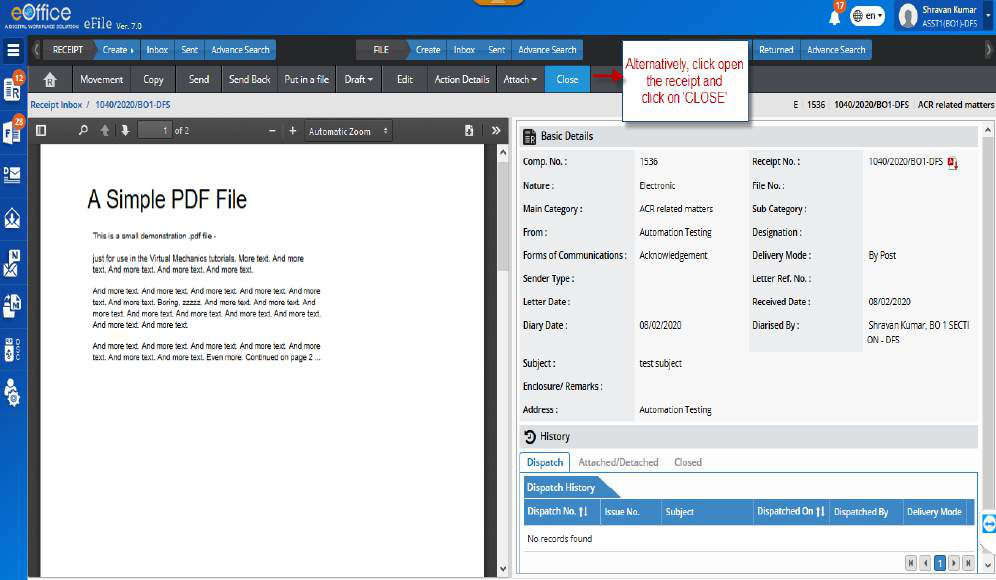 eOffice
A DIGITAL WORKPLACE SOLUTION
eFile Ver. 7.0
17
en
Shravan Kumar
ASST1(BO1)-DFS
RECEIPT Create Inbox Sent Advance Search
FILE Create Inbox Sent Advance Search
Returned Advance Search
R
Movement Copy Send Send Back Put in a file Draft Edit Action Details Attach Close
Alternatively, click open
the receipt and
click on 'CLOSE'
12
R
28
F
D
N
N
DSC
Receipt Inbox / 1040/2020/BO1-DFS
E 1536 1040/2020/BO1-DFS ACR related matters
1 of 2
Automatic Zoom
A Simple PDF File
This is a small demonstration .pdf file -
just for use in the Virtual Mechanics tutorials. More text. And more
text. And more text. And more text. And more text.
And more text. And more text. And more text. And more text. And more
text. And more text. Boring, zzzzz. And more text. And more text. And
more text. And more text. And more text. And more text. And more text.
And more text. And more text.
And more text. And more text. And more text. And more text. And more
text. And more text. And more text. Even more. Continued on page 2 ...
Basic Details
Comp. No. : 1536 Receipt No. : 1040/2020/BO1-DFS
Nature : Electronic File No. :
Main Category : ACR related matters Sub Category :
From : Automation Testing Designation :
Forms of Communications : Acknowledgement Delivery Mode : By Post
Sender Type : Letter Ref. No. :
Letter Date : Received Date : 08/02/2020
Diary Date : 08/02/2020 Diarised By : Shravan Kumar, BO 1 SECTI
ON - DFS
Subject : test subject
Enclosure/ Remarks :
Address : Automation Testing
History
Dispatch Attached/Detached Closed
Dispatch History
Dispatch No. Issue No. Subject Dispatched On Dispatched By Delivery Mode
No records found
1